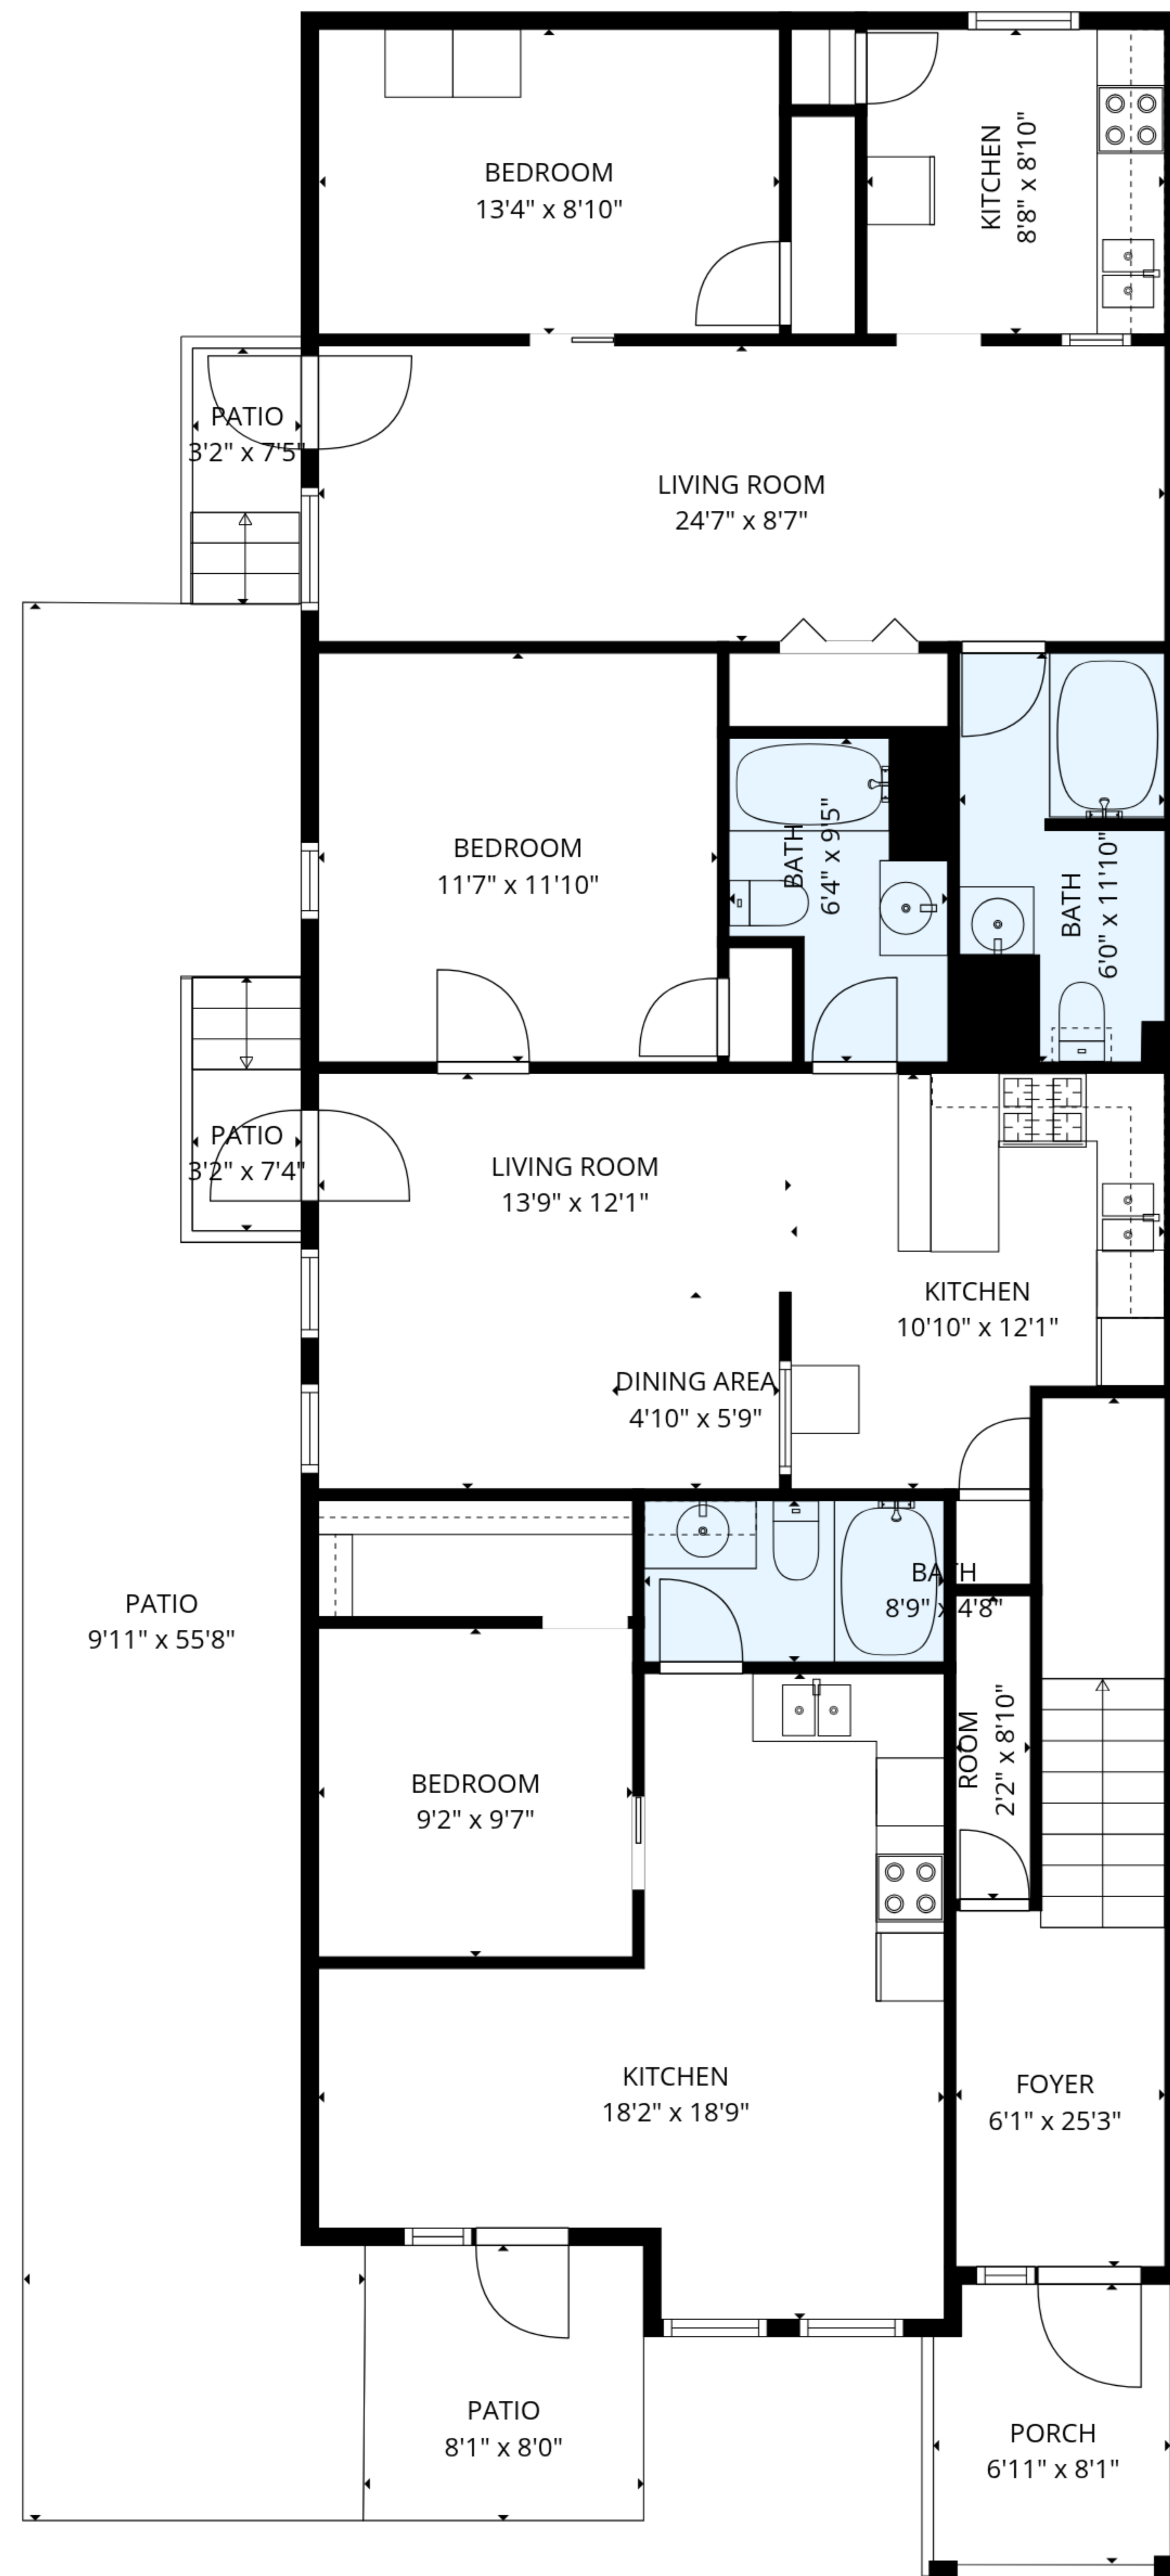 BEDROOM
13'4" x 8'10"
KITCHEN
8'8" x 8'10"
PATIO
3'2" x 7'5"
LIVING ROOM
24'7" x 8'7"
BEDROOM
11'7" x 11'10"
BATH
6'4" x 9'5"
BATH
6'0" x 11'10"
PATIO
3'2" x 7'4"
LIVING ROOM
13'9" x 12'1"
KITCHEN
10'10" x 12'1"
DINING AREA
4'10" x 5'9"
BATH
8'9" x 4'8"
PATIO
9'11" x 55'8"
ROOM
2'2" x 8'10"
BEDROOM
9'2" x 9'7"
KITCHEN
18'2" x 18'9"
FOYER
6'1" x 25'3"
PATIO
8'1" x 8'0"
PORCH
6'11" x 8'1"